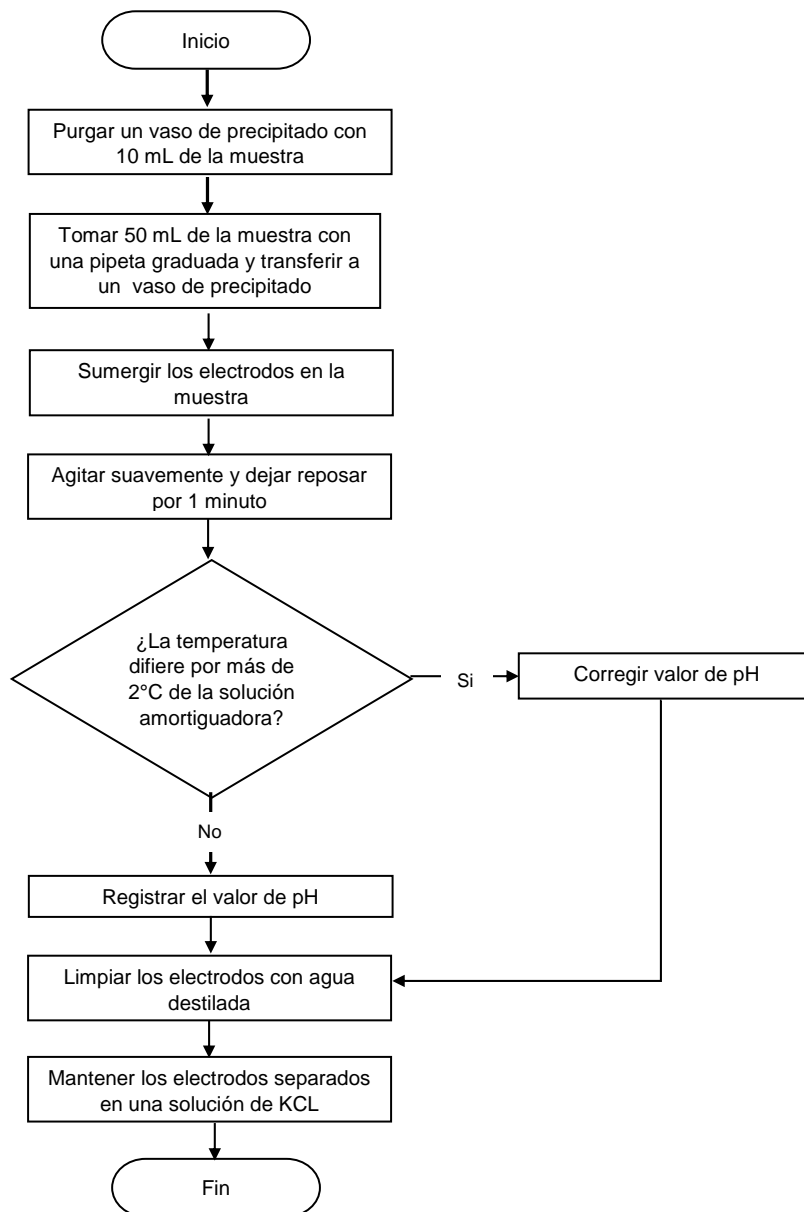 Inicio
Purgar un vaso de precipitado con
10 mL de la muestra
Tomar 50 mL de la muestra con
una pipeta graduada y transferir a
un vaso de precipitado
Sumergir los electrodos en la
muestra
Agitar suavemente y dejar reposar
por 1 minuto
¿La temperatura
difiere por más de
2°C de la solución
amortiguadora?
Si
Corregir valor de pH
No
Registrar el valor de pH
Limpiar los electrodos con agua
destilada
Mantener los electrodos separados
en una solución de KCL
Fin